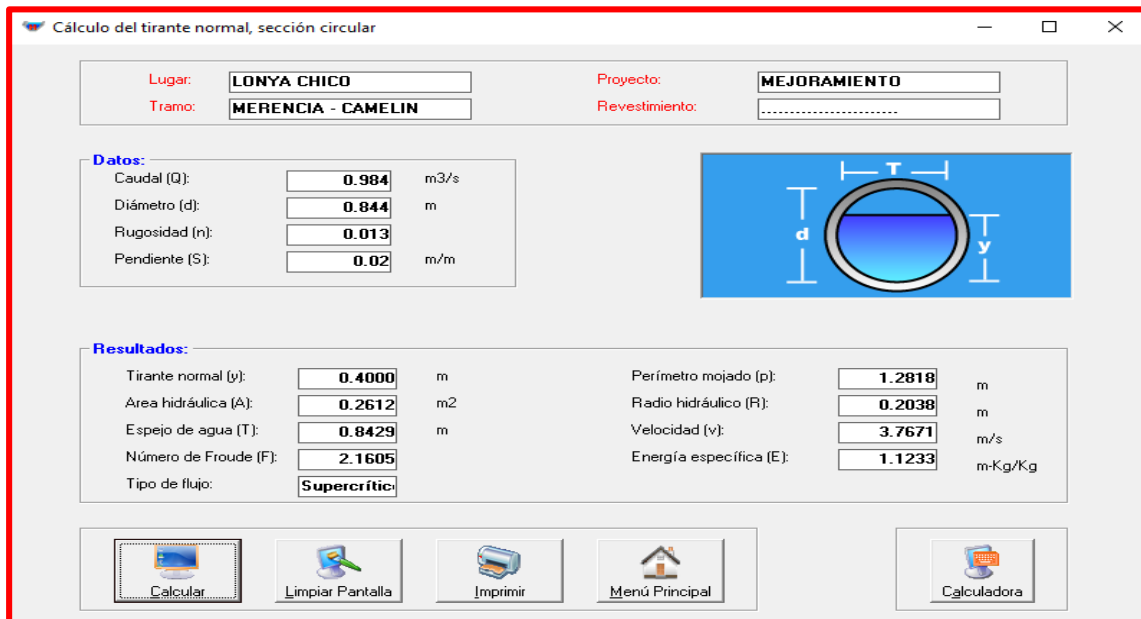 Cálculo del tirante normal, sección circular
Lugar: LONYA CHICO Proyecto: MEJORAMIENTO
Tramo: MERENCIA - CAMELIN Revestimiento: ........................
Datos:
Caudal (Q): 0.984 m3/s
Diámetro (d): 0.844 m
Rugosidad (n): 0.013
Pendiente (S): 0.02 m/m
T
d
y
Resultados:
Tirante normal (y): 0.4000 m Perímetro mojado (p): 1.2818 m
Area hidráulica (A): 0.2612 m2 Radio hidráulico (R): 0.2038 m
Espejo de agua (T): 0.8429 m Velocidad (v): 3.7671 m/s
Número de Froude (F): 2.1605 Energía específica (E): 1.1233 m-Kg/Kg
Tipo de flujo: Supercrític
Calcular Limpiar Pantalla Imprimir Menú Principal Calculadora